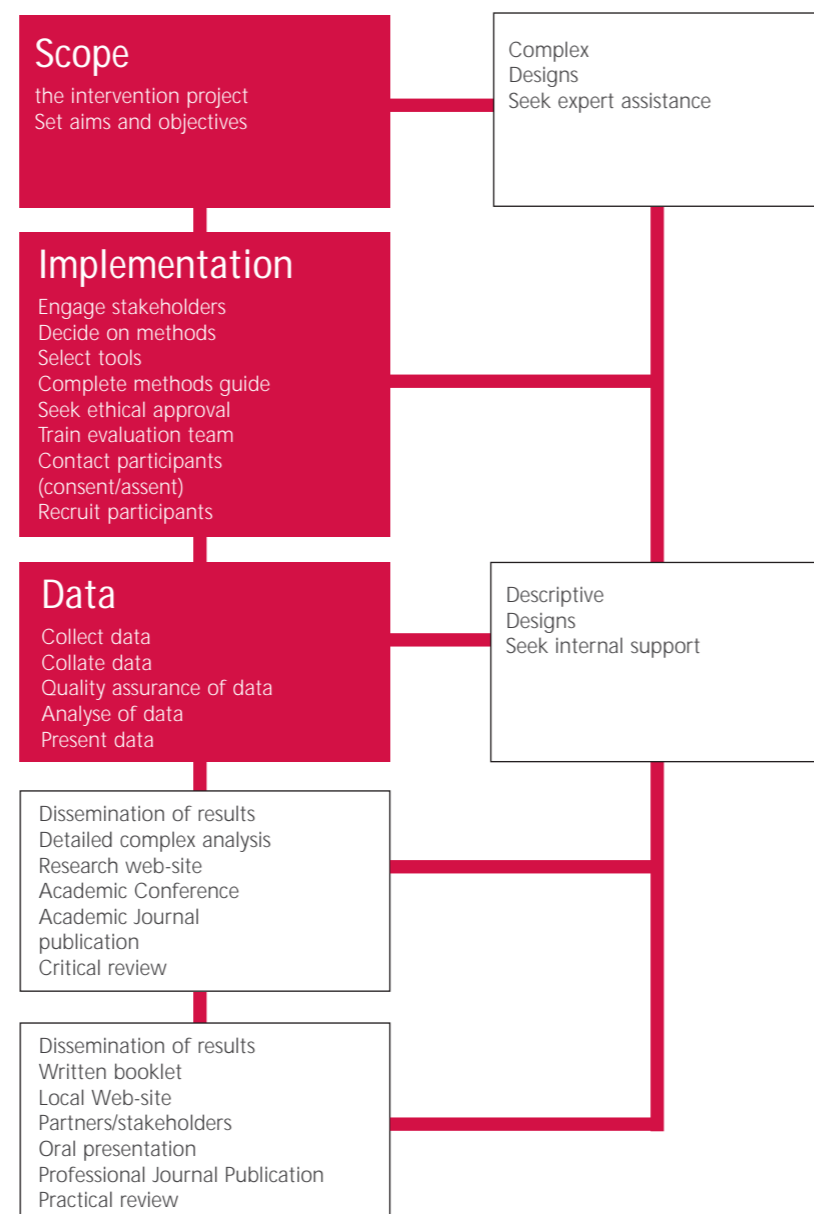 Scope
the intervention project
Set aims and objectives
Complex
Designs
Seek expert assistance
Implementation
Engage stakeholders
Decide on methods
Select tools
Complete methods guide
Seek ethical approval
Train evaluation team
Contact participants
(consent/assent)
Recruit participants
Data
Collect data
Collate data
Quality assurance of data
Analyse of data
Present data
Descriptive
Designs
Seek internal support
Dissemination of results
Detailed complex analysis
Research web-site
Academic Conference
Academic Journal
publication
Critical review
Dissemination of results
Written booklet
Local Web-site
Partners/stakeholders
Oral presentation
Professional Journal Publication
Practical review